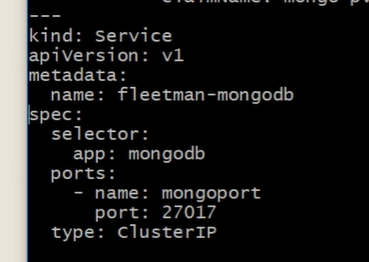 ---
kind: Service
apiVersion: v1
metadata:
  name: fleetman-mongodb
spec:
  selector:
    app: mongodb
  ports:
    - name: mongoport
      port: 27017
  type: ClusterIP